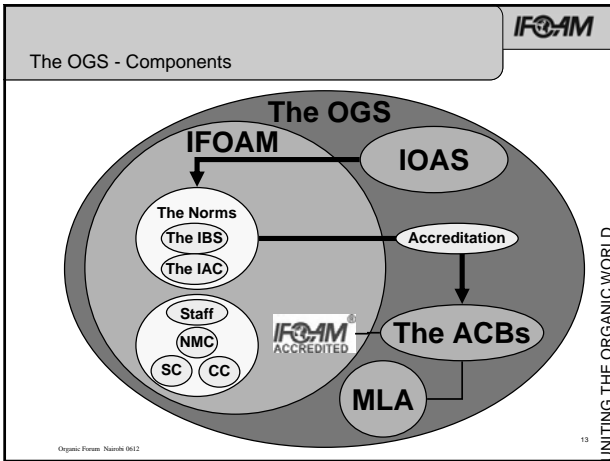 IFOAM
The OGS - Components
The OGS
IFOAM
IOAS
The Norms
The IBS
Accreditation
The IAC
Staff
NMC
SC
CC
IFOAM®
ACCREDITED
The ACBs
MLA
UNITING THE ORGANIC WORLD
Organic Forum Nairobi 0612
13